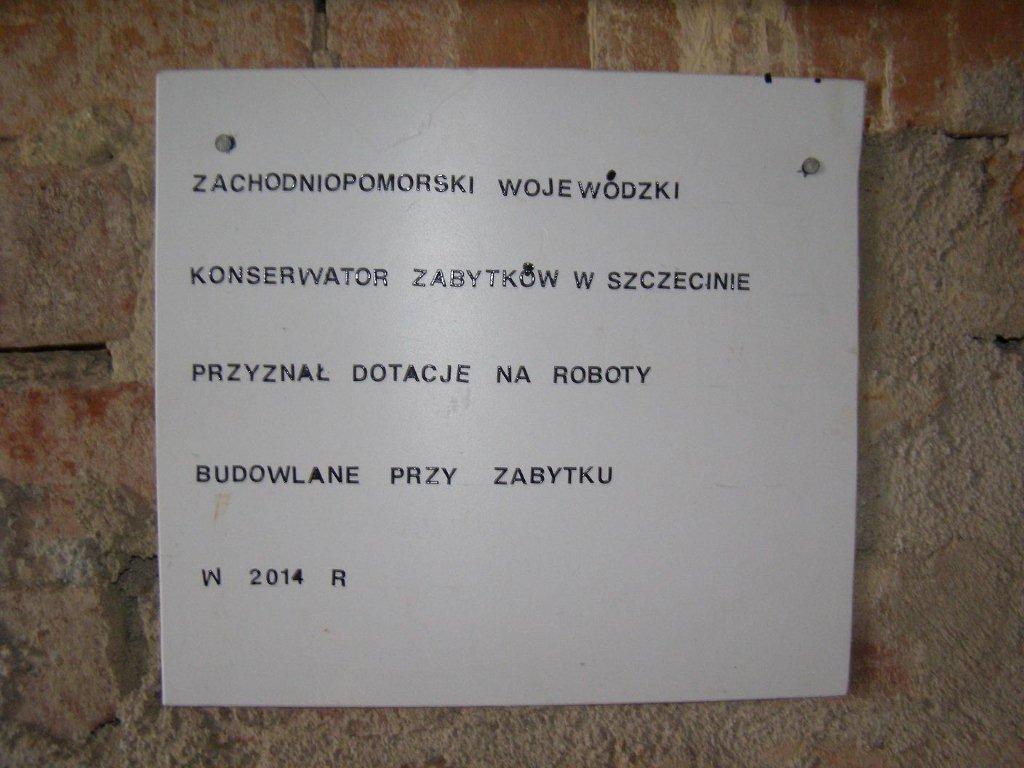 ZACHODNIOPOMORSKI WOJEWÓDZKI
KONSERWATOR ZABYTKÓW W SZCZECINIE
PRZYZNAŁ DOTACJE NA ROBOTY
BUDOWLANE PRZY ZABYTKU
W 2014 R